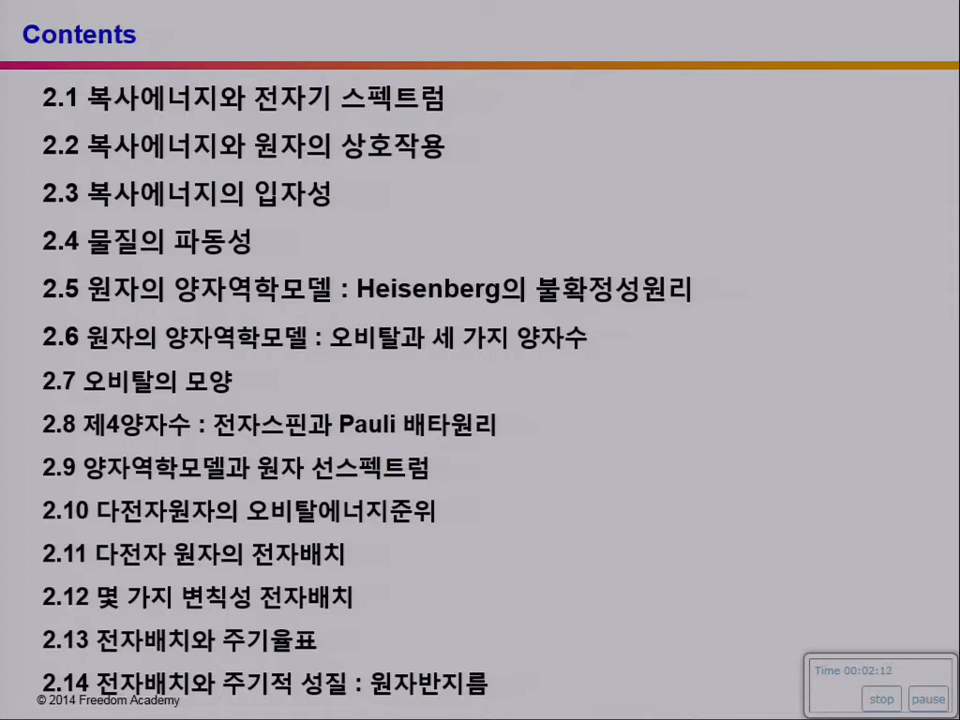 Contents
2.1 복사에너지와 전자기 스펙트럼
2.2 복사에너지와 원자의 상호작용
2.3 복사에너지의 입자성
2.4 물질의 파동성
2.5 원자의 양자역학모델 : Heisenberg의 불확정성원리
2.6 원자의 양자역학모델 : 오비탈과 세 가지 양자수
2.7 오비탈의 모양
2.8 제4양자수 : 전자스핀과 Pauli 배타원리
2.9 양자역학모델과 원자 선스펙트럼
2.10 다전자원자의 오비탈에너지준위
2.11 다전자 원자의 전자배치
2.12 몇 가지 변칙성 전자배치
2.13 전자배치와 주기율표
2.14 전자배치와 주기적 성질 : 원자반지름
© 2014 Freedom Academy
Time 00:02:12
stop pause